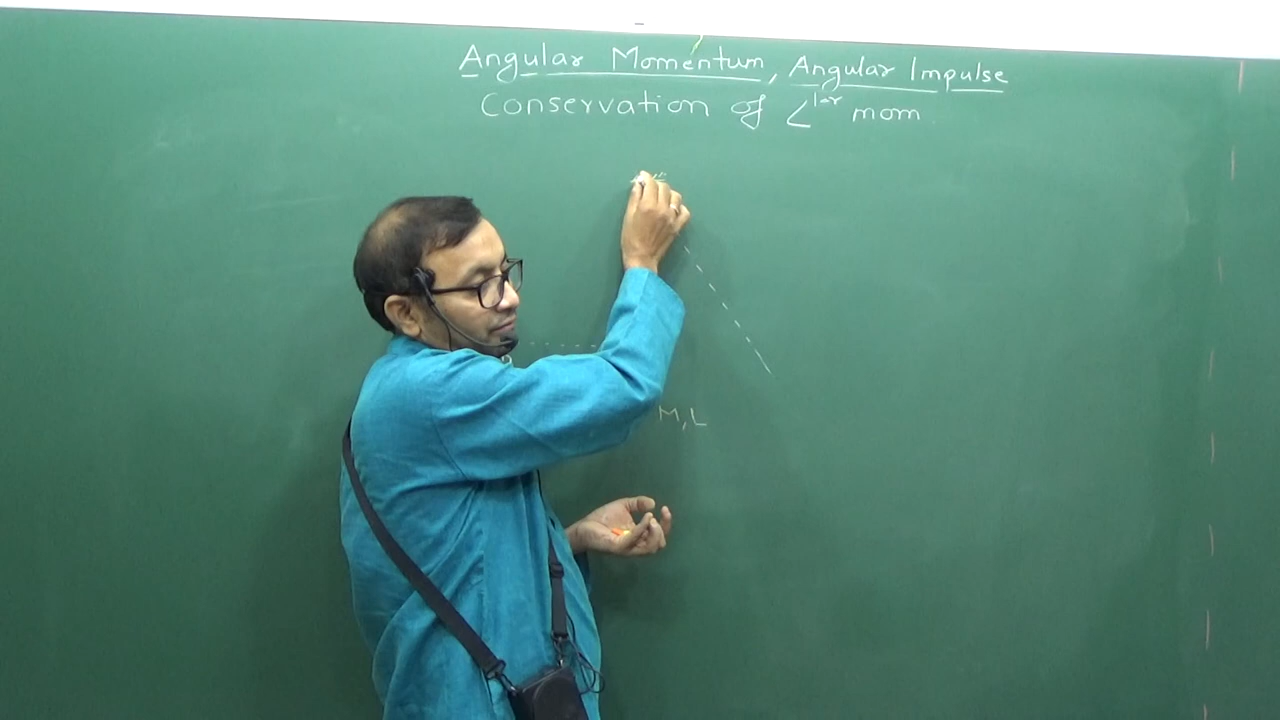 Angular Momentum, Angular Impulse
Conservation of ∠lar mom
M, L